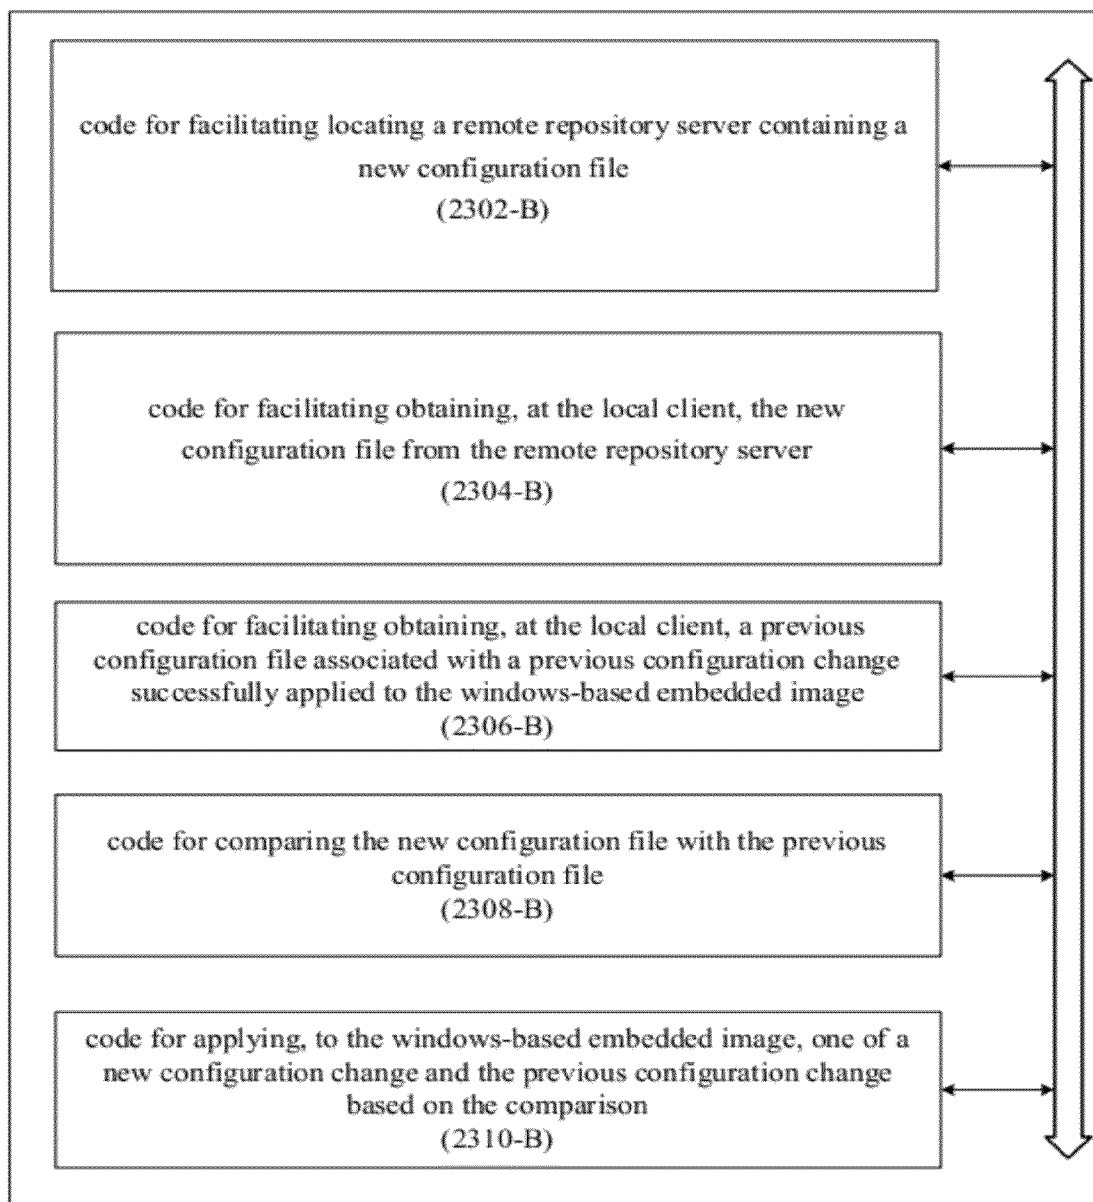 code for facilitating locating a remote repository server containing a
new configuration file
(2302-B)
code for facilitating obtaining, at the local client, the new
configuration file from the remote repository server
(2304-B)
code for facilitating obtaining, at the local client, a previous
configuration file associated with a previous configuration change
successfully applied to the windows-based embedded image
(2306-B)
code for comparing the new configuration file with the previous
configuration file
(2308-B)
code for applying, to the windows-based embedded image, one of a
new configuration change and the previous configuration change
based on the comparison
(2310-B)